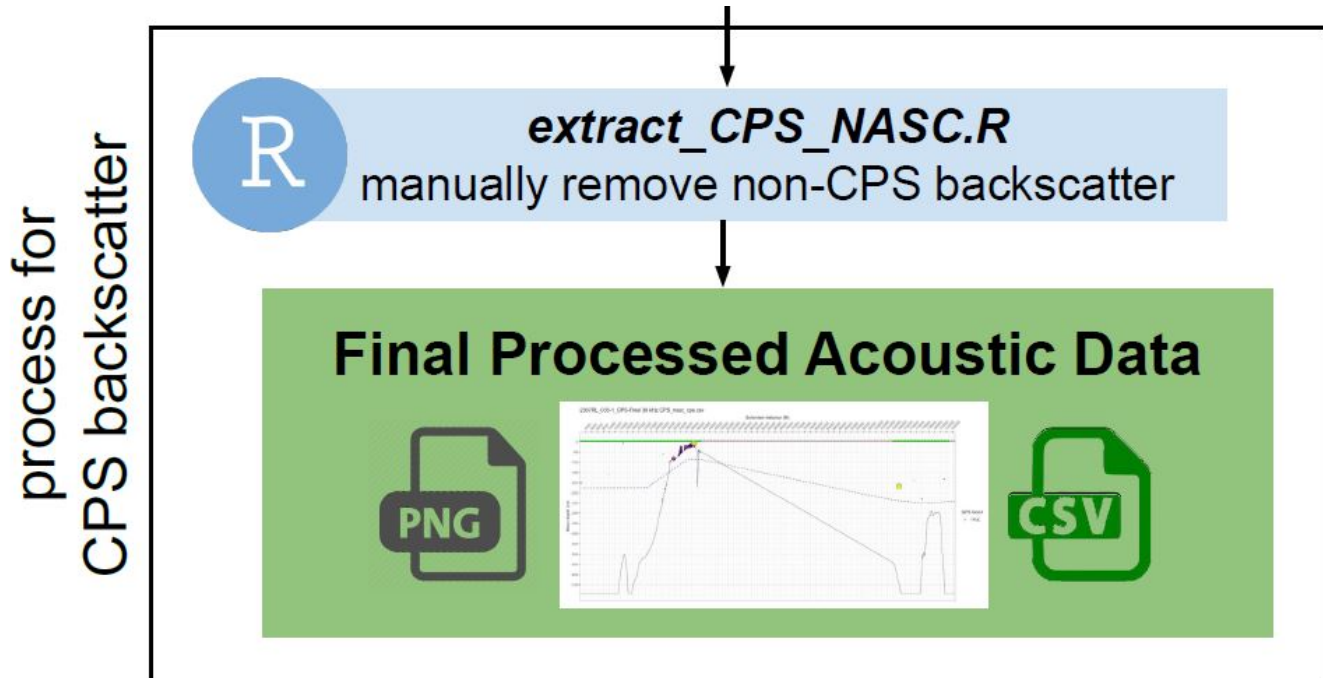 process for
CPS backscatter
R
extract_CPS_NASC.R
manually remove non-CPS backscatter
Final Processed Acoustic Data
PNG
CSV